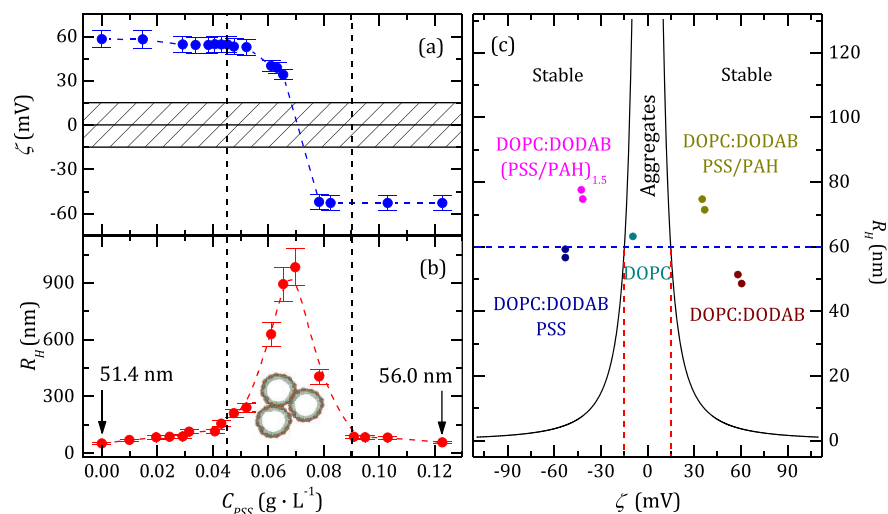 (a)
60
30
0
-30
-60
ζ (mV)
(b)
900
600
300
0
R_H (nm)
51.4 nm
56.0 nm
0.00 0.02 0.04 0.06 0.08 0.10 0.12
C_PSS (g · L⁻¹)
(c)
Stable
Stable
Aggregates
DOPC:DODAB
(PSS/PAH)₁.₅
DOPC:DODAB
PSS/PAH
DOPC
DOPC:DODAB
PSS
DOPC:DODAB
120
100
80
60
40
20
0
R_H (nm)
-90 -60 -30 0 30 60 90
ζ (mV)